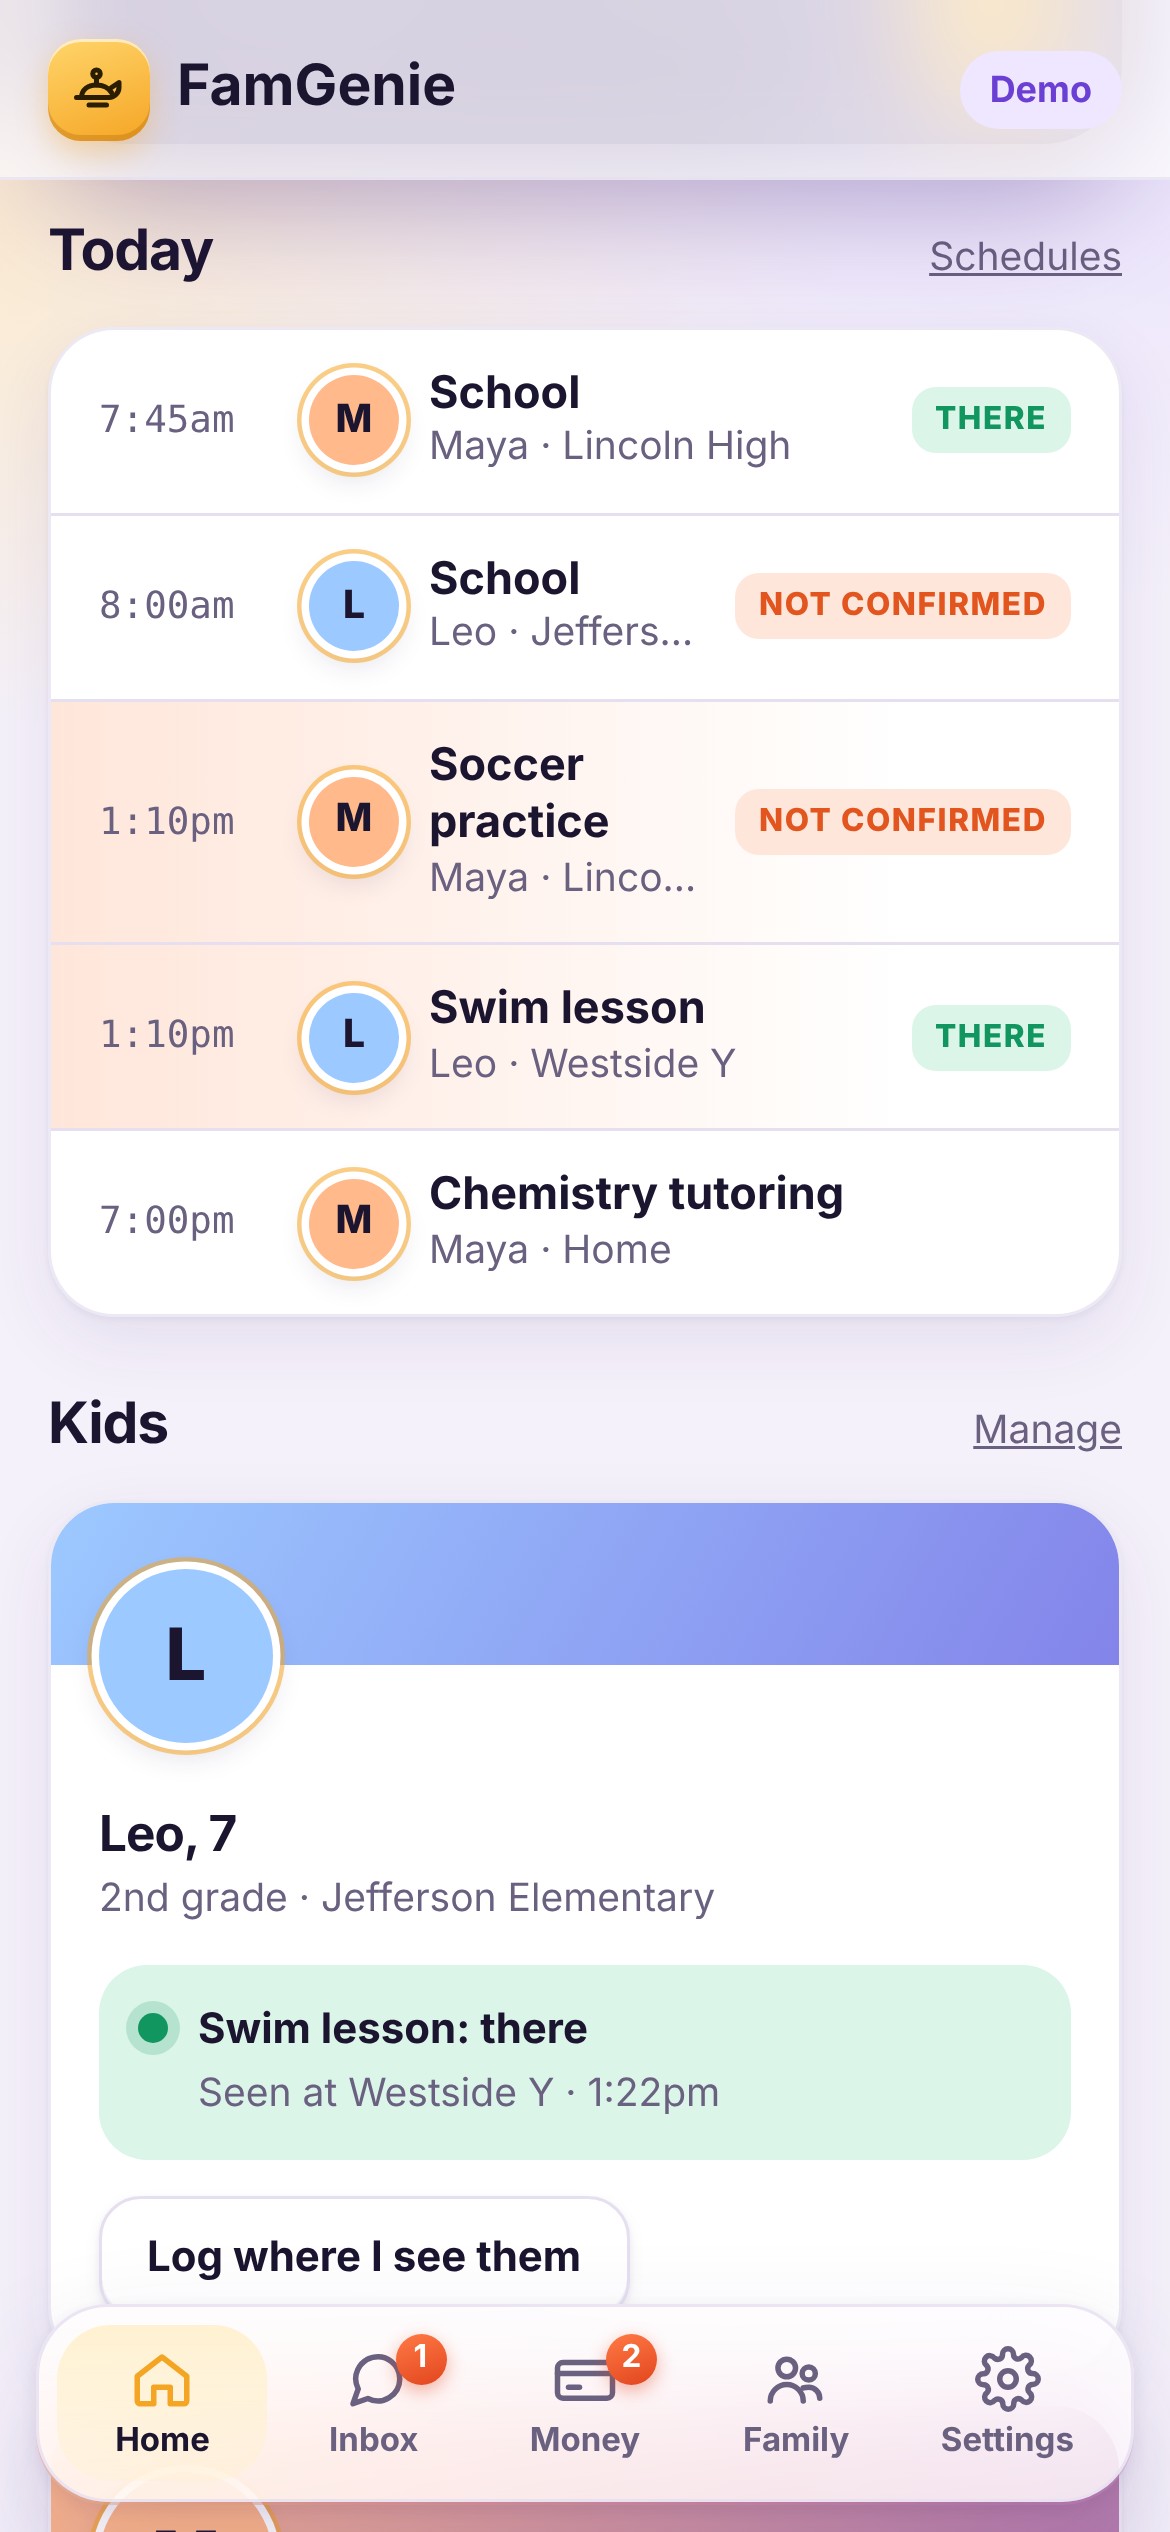 FamGenie
Demo
Today
Schedules
7:45am
M
School
Maya · Lincoln High
THERE
8:00am
L
School
Leo · Jeffers...
NOT CONFIRMED
1:10pm
M
Soccer
practice
Maya · Linco...
NOT CONFIRMED
1:10pm
L
Swim lesson
Leo · Westside Y
THERE
7:00pm
M
Chemistry tutoring
Maya · Home
Kids
Manage
L
Leo, 7
2nd grade · Jefferson Elementary
Swim lesson: there
Seen at Westside Y · 1:22pm
Log where I see them
1
2
Home
Inbox
Money
Family
Settings